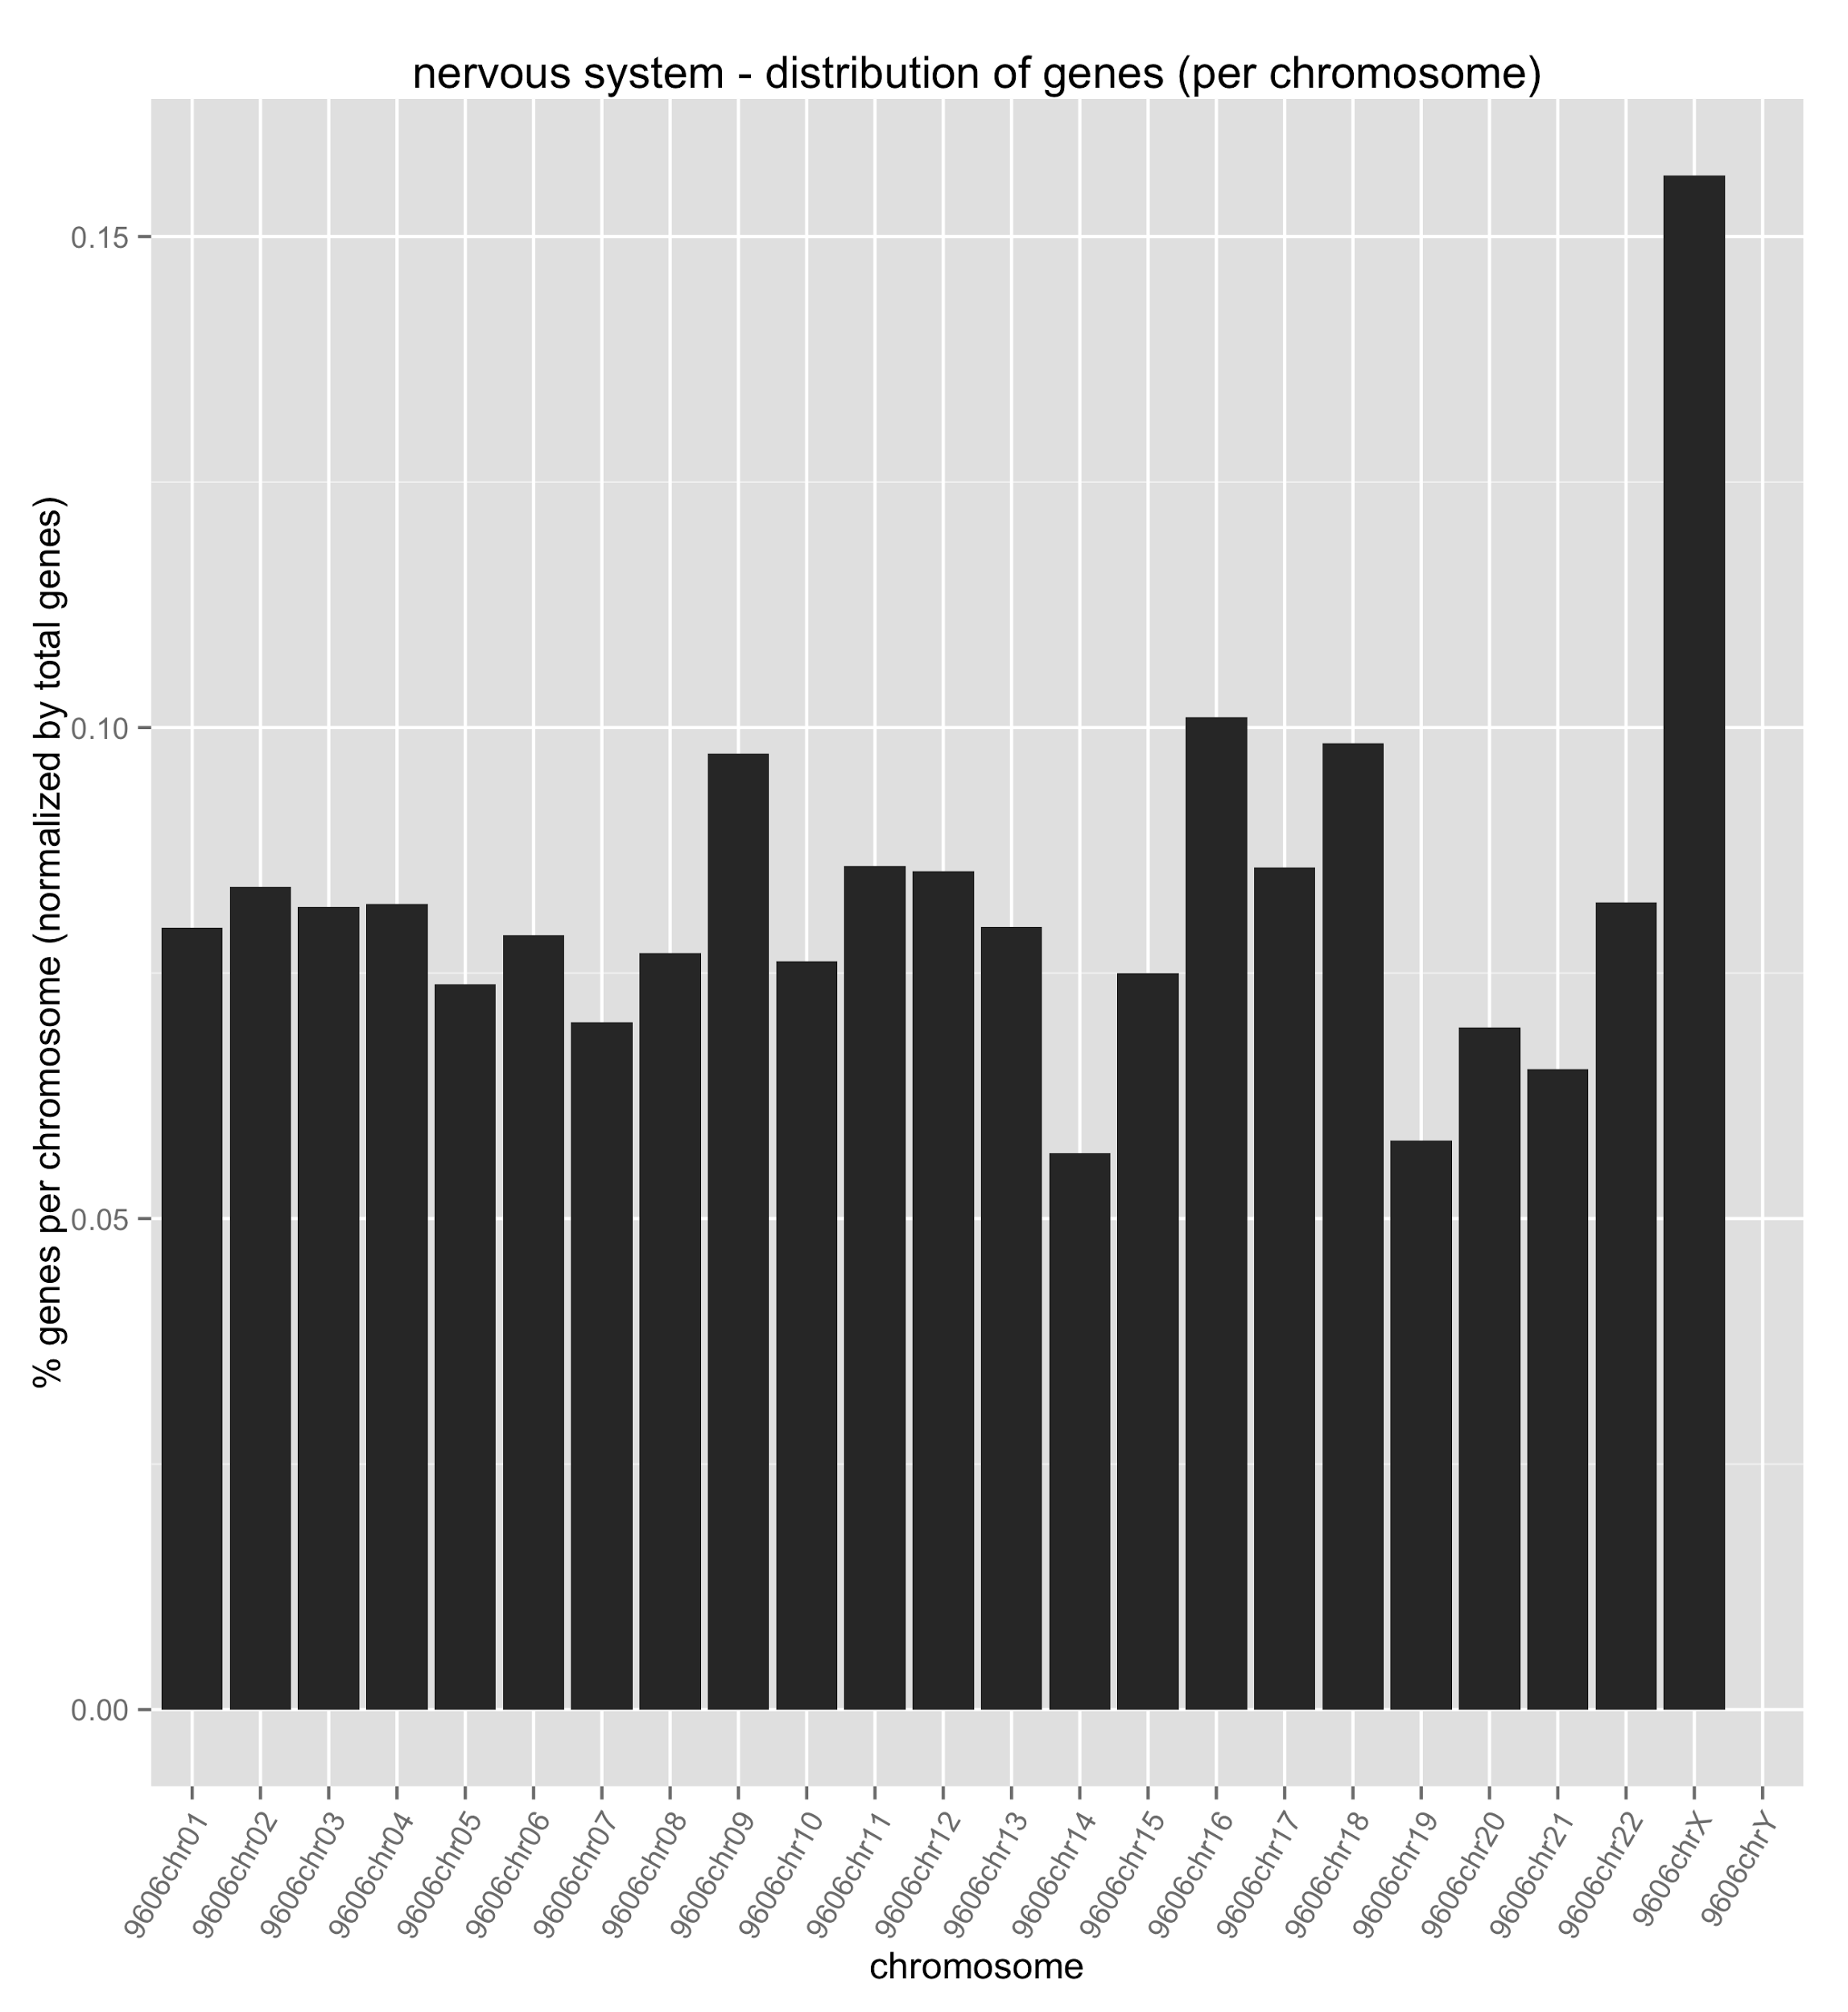 nervous system - distribution of genes (per chromosome)
% genes per chromosome (normalized by total genes)
0.15
0.10
0.05
0.00
9606chr01
9606chr02
9606chr03
9606chr04
9606chr05
9606chr06
9606chr07
9606chr08
9606chr09
9606chr10
9606chr11
9606chr12
9606chr13
9606chr14
9606chr15
9606chr16
9606chr17
9606chr18
9606chr19
9606chr20
9606chr21
9606chr22
9606chrX
9606chrY
chromosome